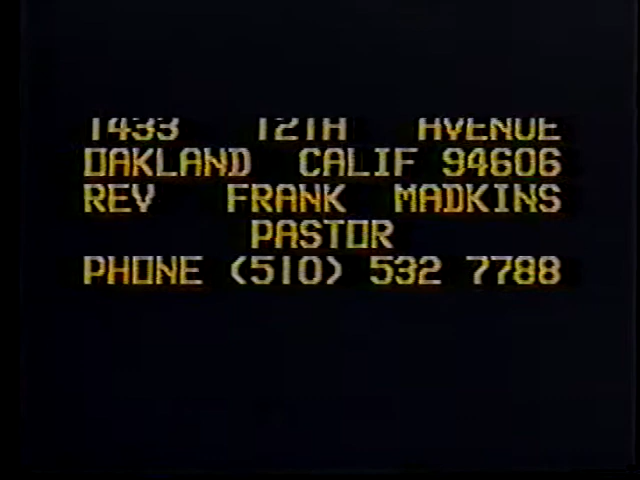 1433 12TH AVENUE
OAKLAND CALIF 94606
REV FRANK MADKINS
PASTOR
PHONE (510) 532 7788